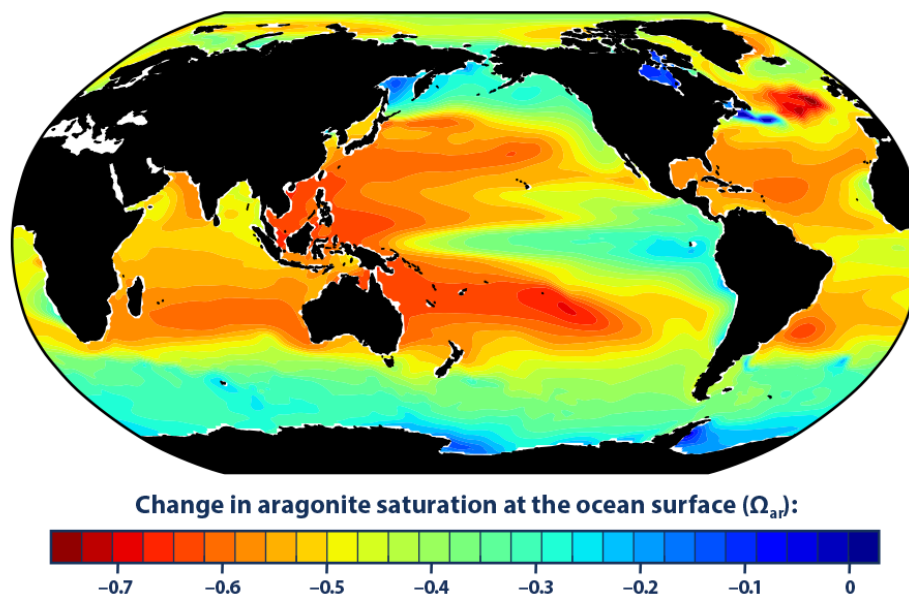 Change in aragonite saturation at the ocean surface (Ωar):
–0.7 –0.6 –0.5 –0.4 –0.3 –0.2 –0.1 0